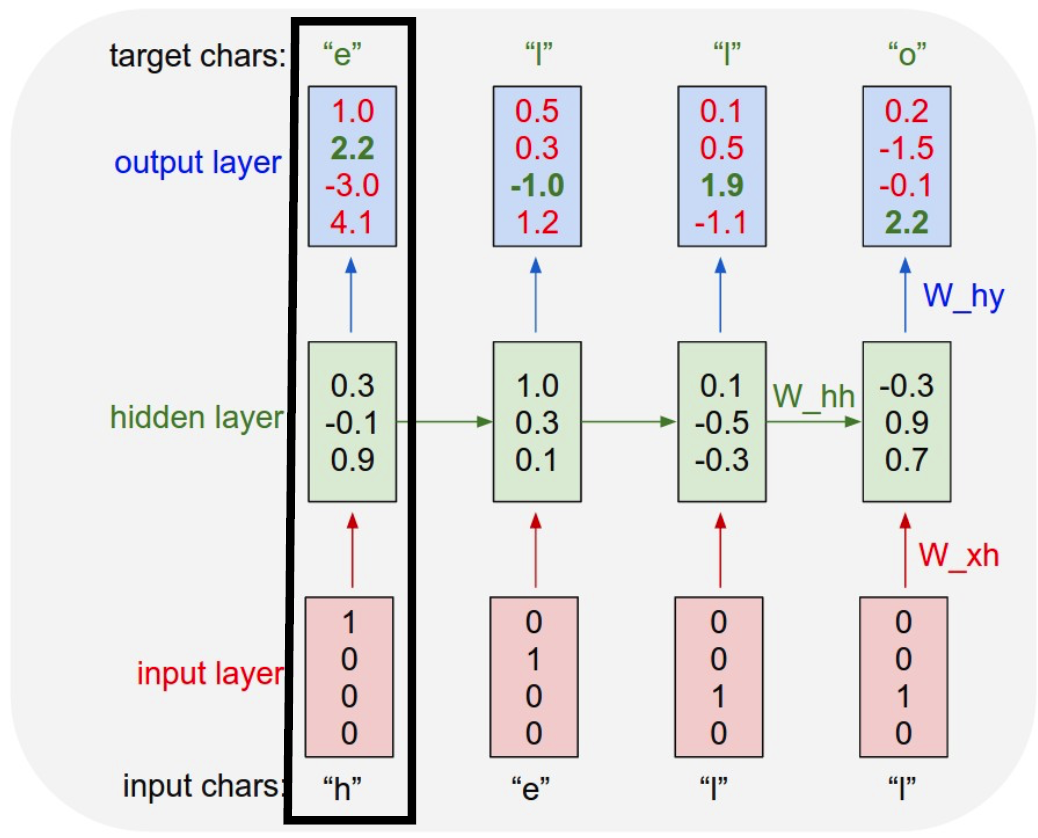 target chars: “e” “l” “l” “o”
1.0 0.5 0.1 0.2
2.2 0.3 0.5 -1.5
output layer -3.0 -1.0 1.9 -0.1
4.1 1.2 -1.1 2.2
W_hy
0.3 1.0 0.1 W_hh -0.3
hidden layer -0.1 0.3 -0.5 0.9
0.9 0.1 -0.3 0.7
W_xh
1 0 0 0
0 1 0 0
input layer 0 0 1 1
0 0 0 0
input chars: “h” “e” “l” “l”